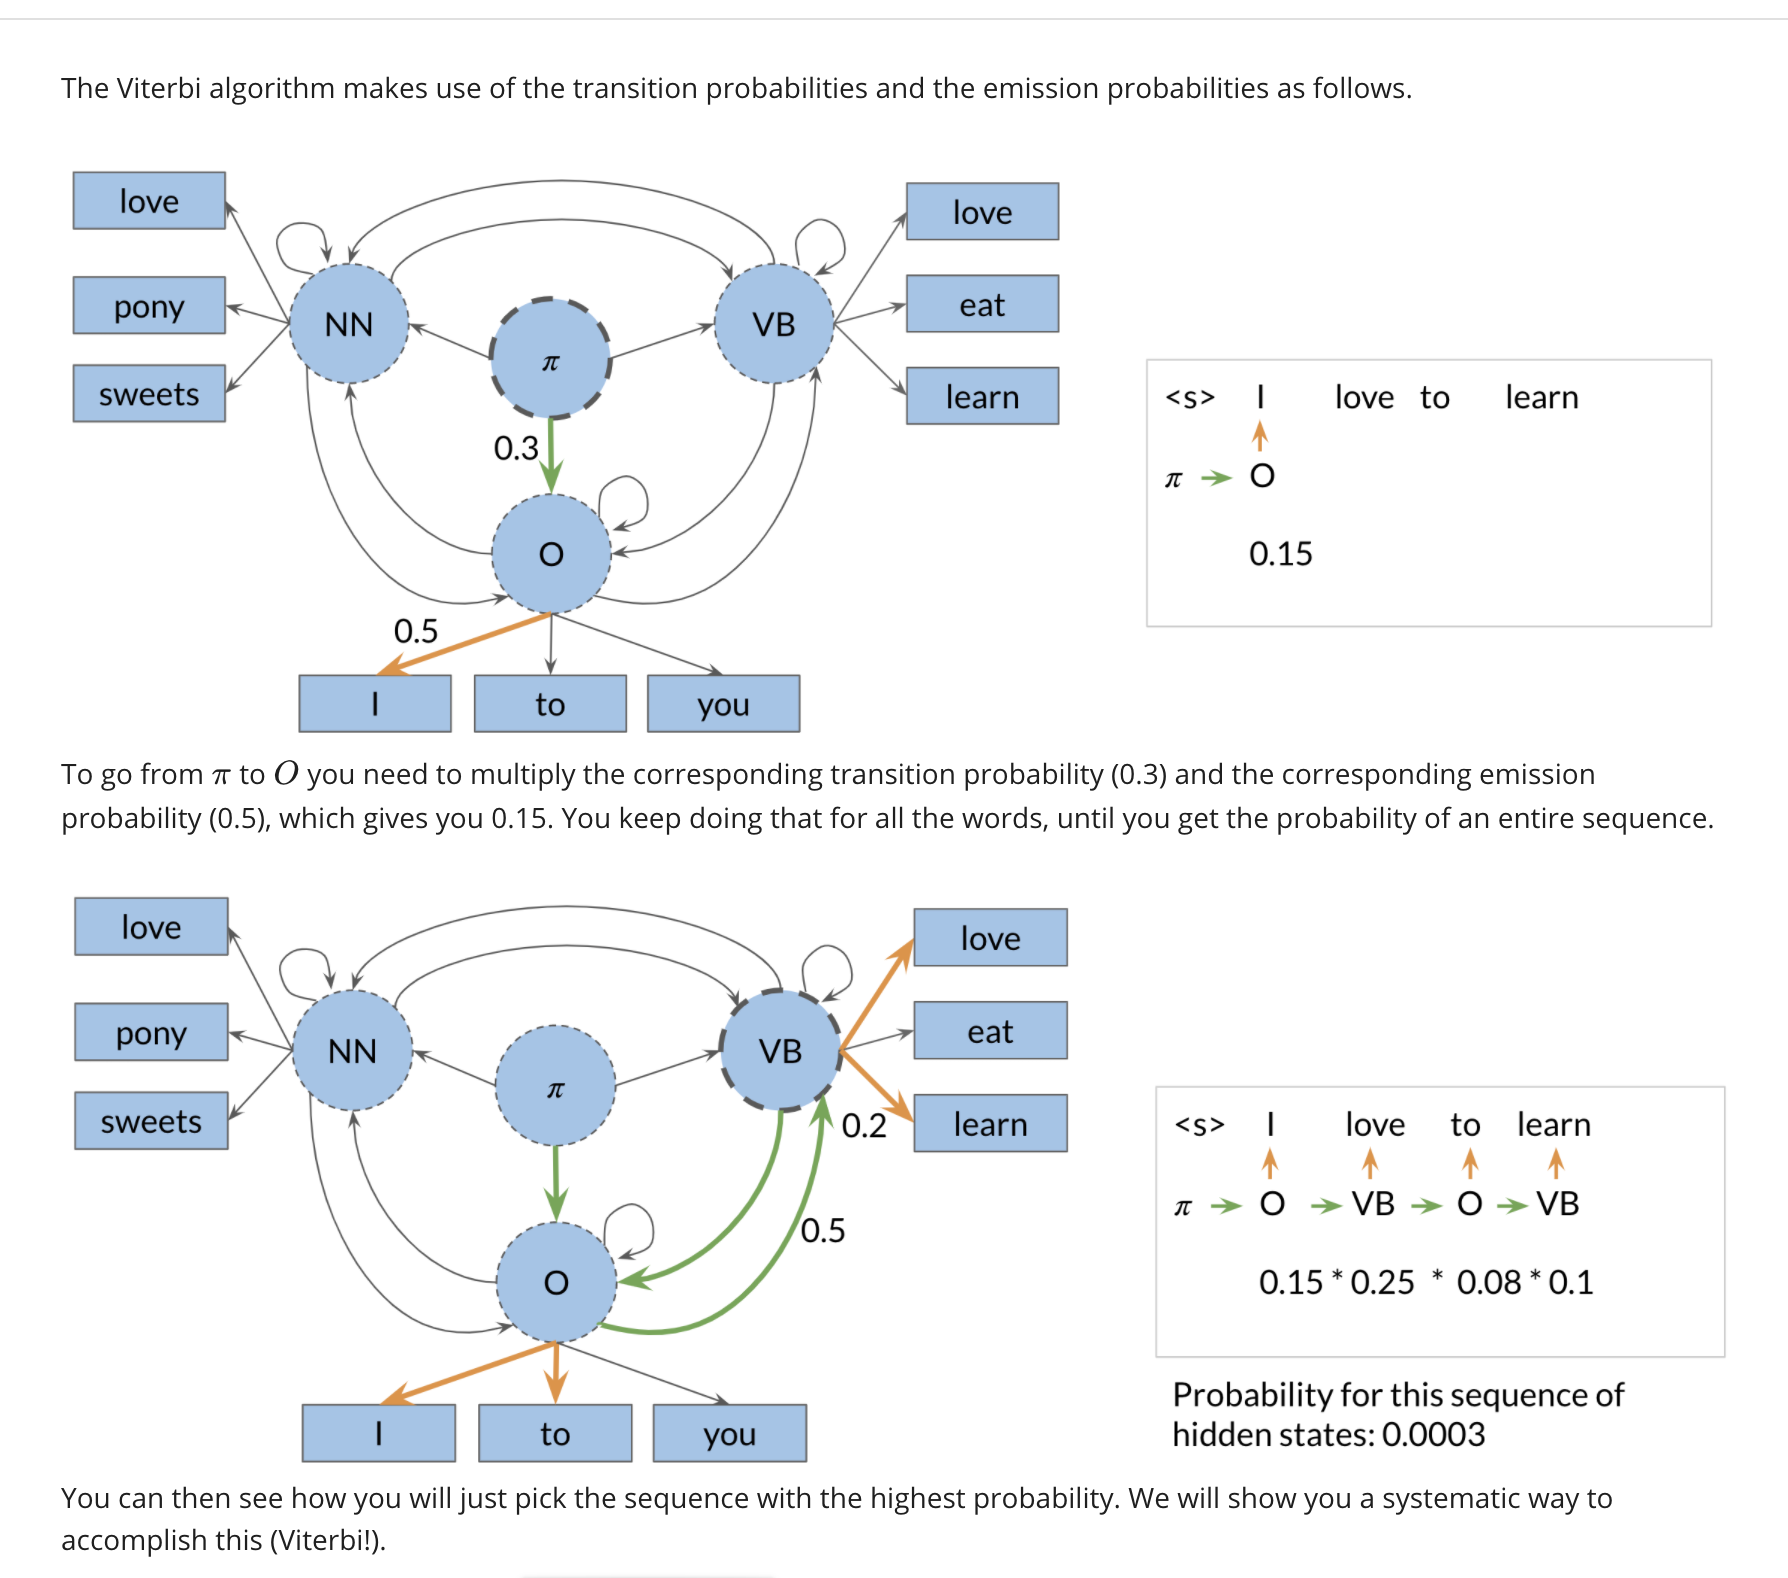 The Viterbi algorithm makes use of the transition probabilities and the emission probabilities as follows.
love
pony
sweets
NN
π
VB
love
eat
learn
0.3
O
0.5
I
to
you
<s> I love to learn
π O
0.15
To go from π to O you need to multiply the corresponding transition probability (0.3) and the corresponding emission
probability (0.5), which gives you 0.15. You keep doing that for all the words, until you get the probability of an entire sequence.
love
pony
sweets
NN
π
VB
love
eat
learn
0.2
0.5
O
I
to
you
<s> I love to learn
π O VB O VB
0.15 * 0.25 * 0.08 * 0.1
Probability for this sequence of
hidden states: 0.0003
You can then see how you will just pick the sequence with the highest probability. We will show you a systematic way to
accomplish this (Viterbi!).